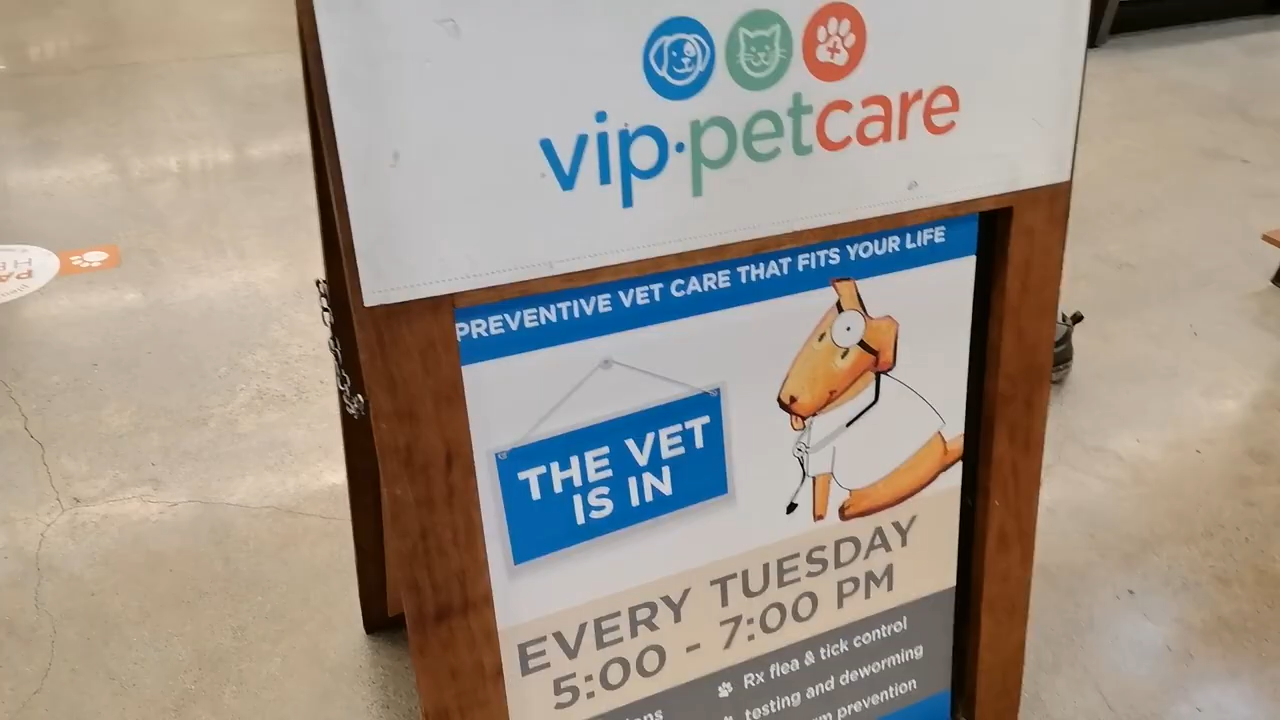 vip·petcare
PREVENTIVE VET CARE THAT FITS YOUR LIFE
THE VET
IS IN
EVERY TUESDAY
5:00 - 7:00 PM
Rx flea & tick control
testing and deworming
prevention